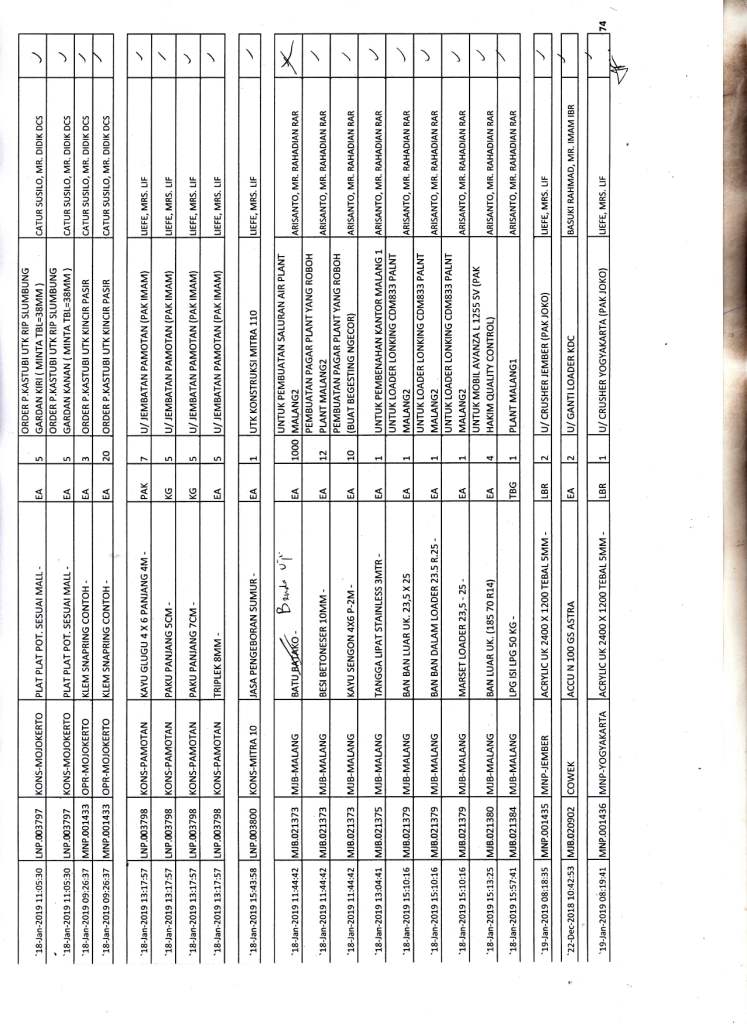 '18-Jan-2019 11:05:30 LNP.003797 KONS-MOJOKERTO PLAT PLAT POT. SESUAI MALL - EA 5 ORDER P.KASTUBI UTK RIP SLUMBUNG CATUR SUSILO, MR. DIDIK DCS
GARDAN KIRI ( MINTA TBL=38MM )
'18-Jan-2019 11:05:30 LNP.003797 KONS-MOJOKERTO PLAT PLAT POT. SESUAI MALL - EA 5 ORDER P.KASTUBI UTK RIP SLUMBUNG CATUR SUSILO, MR. DIDIK DCS
GARDAN KANAN ( MINTA TBL=38MM )
'18-Jan-2019 09:26:37 MNP.001433 OPR-MOJOKERTO KLEM SNAPRING CONTOH - EA 3 ORDER P.KASTUBI UTK KINCIR PASIR CATUR SUSILO, MR. DIDIK DCS
'18-Jan-2019 09:26:37 MNP.001433 OPR-MOJOKERTO KLEM SNAPRING CONTOH - EA 20 ORDER P.KASTUBI UTK KINCIR PASIR CATUR SUSILO, MR. DIDIK DCS
'18-Jan-2019 13:17:57 LNP.003798 KONS-PAMOTAN KAYU GLUGU 4 X 6 PANJANG 4M - PAK 7 U/ JEMBATAN PAMOTAN (PAK IMAM) LIEFE, MRS. LIF
'18-Jan-2019 13:17:57 LNP.003798 KONS-PAMOTAN PAKU PANJANG 5CM - KG 5 U/ JEMBATAN PAMOTAN (PAK IMAM) LIEFE, MRS. LIF
'18-Jan-2019 13:17:57 LNP.003798 KONS-PAMOTAN PAKU PANJANG 7CM - KG 5 U/ JEMBATAN PAMOTAN (PAK IMAM) LIEFE, MRS. LIF
'18-Jan-2019 13:17:57 LNP.003798 KONS-PAMOTAN TRIPLEK 8MM - EA 5 U/ JEMBATAN PAMOTAN (PAK IMAM) LIEFE, MRS. LIF
'18-Jan-2019 15:43:58 LNP.003800 KONS-MITRA 10 JASA PENGEBORAN SUMUR - EA 1 UTK KONSTRUKSI MITRA 110 LIEFE, MRS. LIF
'18-Jan-2019 11:44:42 MJB.021373 MJB-MALANG BATU BATAKO - EA 1000 UNTUK PEMBUATAN SALURAN AIR PLANT ARISANTO, MR. RAHADIAN RAR
MALANG2
'18-Jan-2019 11:44:42 MJB.021373 MJB-MALANG BESI BETONESER 10MM - EA 12 PEMBUATAN PAGAR PLANT YANG ROBOH ARISANTO, MR. RAHADIAN RAR
PLANT MALANG2
'18-Jan-2019 11:44:42 MJB.021373 MJB-MALANG KAYU SENGON 4X6 P-2M - EA 10 PEMBUATAN PAGAR PLANT YANG ROBOH ARISANTO, MR. RAHADIAN RAR
(BUAT BEGESTING NGECOR)
'18-Jan-2019 13:04:41 MJB.021375 MJB-MALANG TANGGA LIPAT STAINLESS 3MTR - EA 1 UNTUK PEMBENAHAN KANTOR MALANG 1 ARISANTO, MR. RAHADIAN RAR
'18-Jan-2019 15:10:16 MJB.021379 MJB-MALANG BAN BAN LUAR UK. 23,5 X 25 EA 1 UNTUK LOADER LONKING CDM833 PALNT ARISANTO, MR. RAHADIAN RAR
MALANG2
'18-Jan-2019 15:10:16 MJB.021379 MJB-MALANG BAN BAN DALAM LOADER 23.5 R.25 - EA 1 UNTUK LOADER LONKING CDM833 PALNT ARISANTO, MR. RAHADIAN RAR
MALANG2
'18-Jan-2019 15:10:16 MJB.021379 MJB-MALANG MARSET LOADER 23,5 - 25 - EA 1 UNTUK LOADER LONKING CDM833 PALNT ARISANTO, MR. RAHADIAN RAR
MALANG2
'18-Jan-2019 15:13:25 MJB.021380 MJB-MALANG BAN LUAR UK. (185 70 R14) EA 4 UNTUK MOBIL AVANZA L 1255 SV (PAK ARISANTO, MR. RAHADIAN RAR
HAKIM QUALITY CONTROL)
'18-Jan-2019 15:57:41 MJB.021384 MJB-MALANG LPG ISI LPG 50 KG - TBG 1 PLANT MALANG1 ARISANTO, MR. RAHADIAN RAR
'19-Jan-2019 08:18:35 MNP.001435 MNP-JEMBER ACRYLIC UK 2400 X 1200 TEBAL 5MM - LBR 2 U/ CRUSHER JEMBER (PAK JOKO) LIEFE, MRS. LIF
'22-Dec-2018 10:42:53 MJB.020902 COWEK ACCU N 100 GS ASTRA EA 2 U/ GANTI LOADER KDC BASUKI RAHMAD, MR. IMAM IBR
'19-Jan-2019 08:19:41 MNP.001436 MNP-YOGYAKARTA ACRYLIC UK 2400 X 1200 TEBAL 5MM - LBR 1 U/ CRUSHER YOGYAKARTA (PAK JOKO) LIEFE, MRS. LIF
74